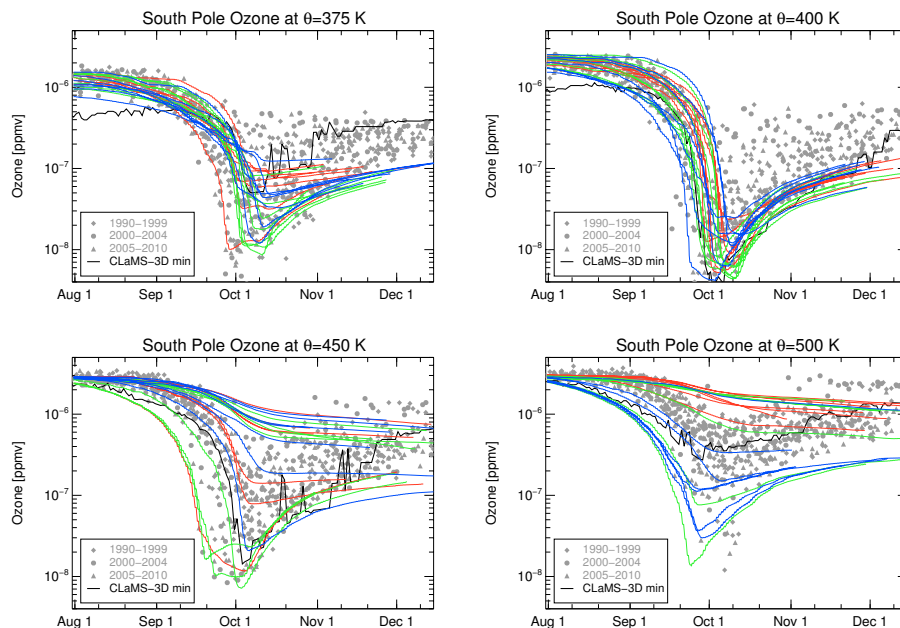 South Pole Ozone at θ=375 K
Ozone [ppmv]
10⁻⁶
10⁻⁷
10⁻⁸
1990−1999
2000−2004
2005−2010
CLaMS−3D min
Aug 1 Sep 1 Oct 1 Nov 1 Dec 1
South Pole Ozone at θ=400 K
Ozone [ppmv]
10⁻⁶
10⁻⁷
10⁻⁸
1990−1999
2000−2004
2005−2010
CLaMS−3D min
Aug 1 Sep 1 Oct 1 Nov 1 Dec 1
South Pole Ozone at θ=450 K
Ozone [ppmv]
10⁻⁶
10⁻⁷
10⁻⁸
1990−1999
2000−2004
2005−2010
CLaMS−3D min
Aug 1 Sep 1 Oct 1 Nov 1 Dec 1
South Pole Ozone at θ=500 K
Ozone [ppmv]
10⁻⁶
10⁻⁷
10⁻⁸
1990−1999
2000−2004
2005−2010
CLaMS−3D min
Aug 1 Sep 1 Oct 1 Nov 1 Dec 1